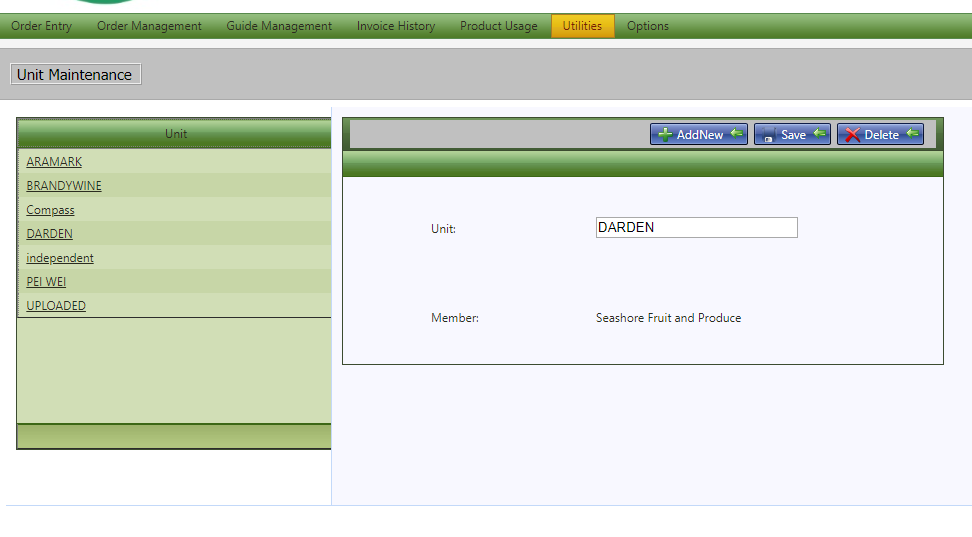 Order Entry Order Management Guide Management Invoice History Product Usage Utilities Options
Unit Maintenance
Unit
ARAMARK
BRANDYWINE
Compass
DARDEN
independent
PEI WEI
UPLOADED
AddNew Save Delete
Unit: DARDEN
Member: Seashore Fruit and Produce